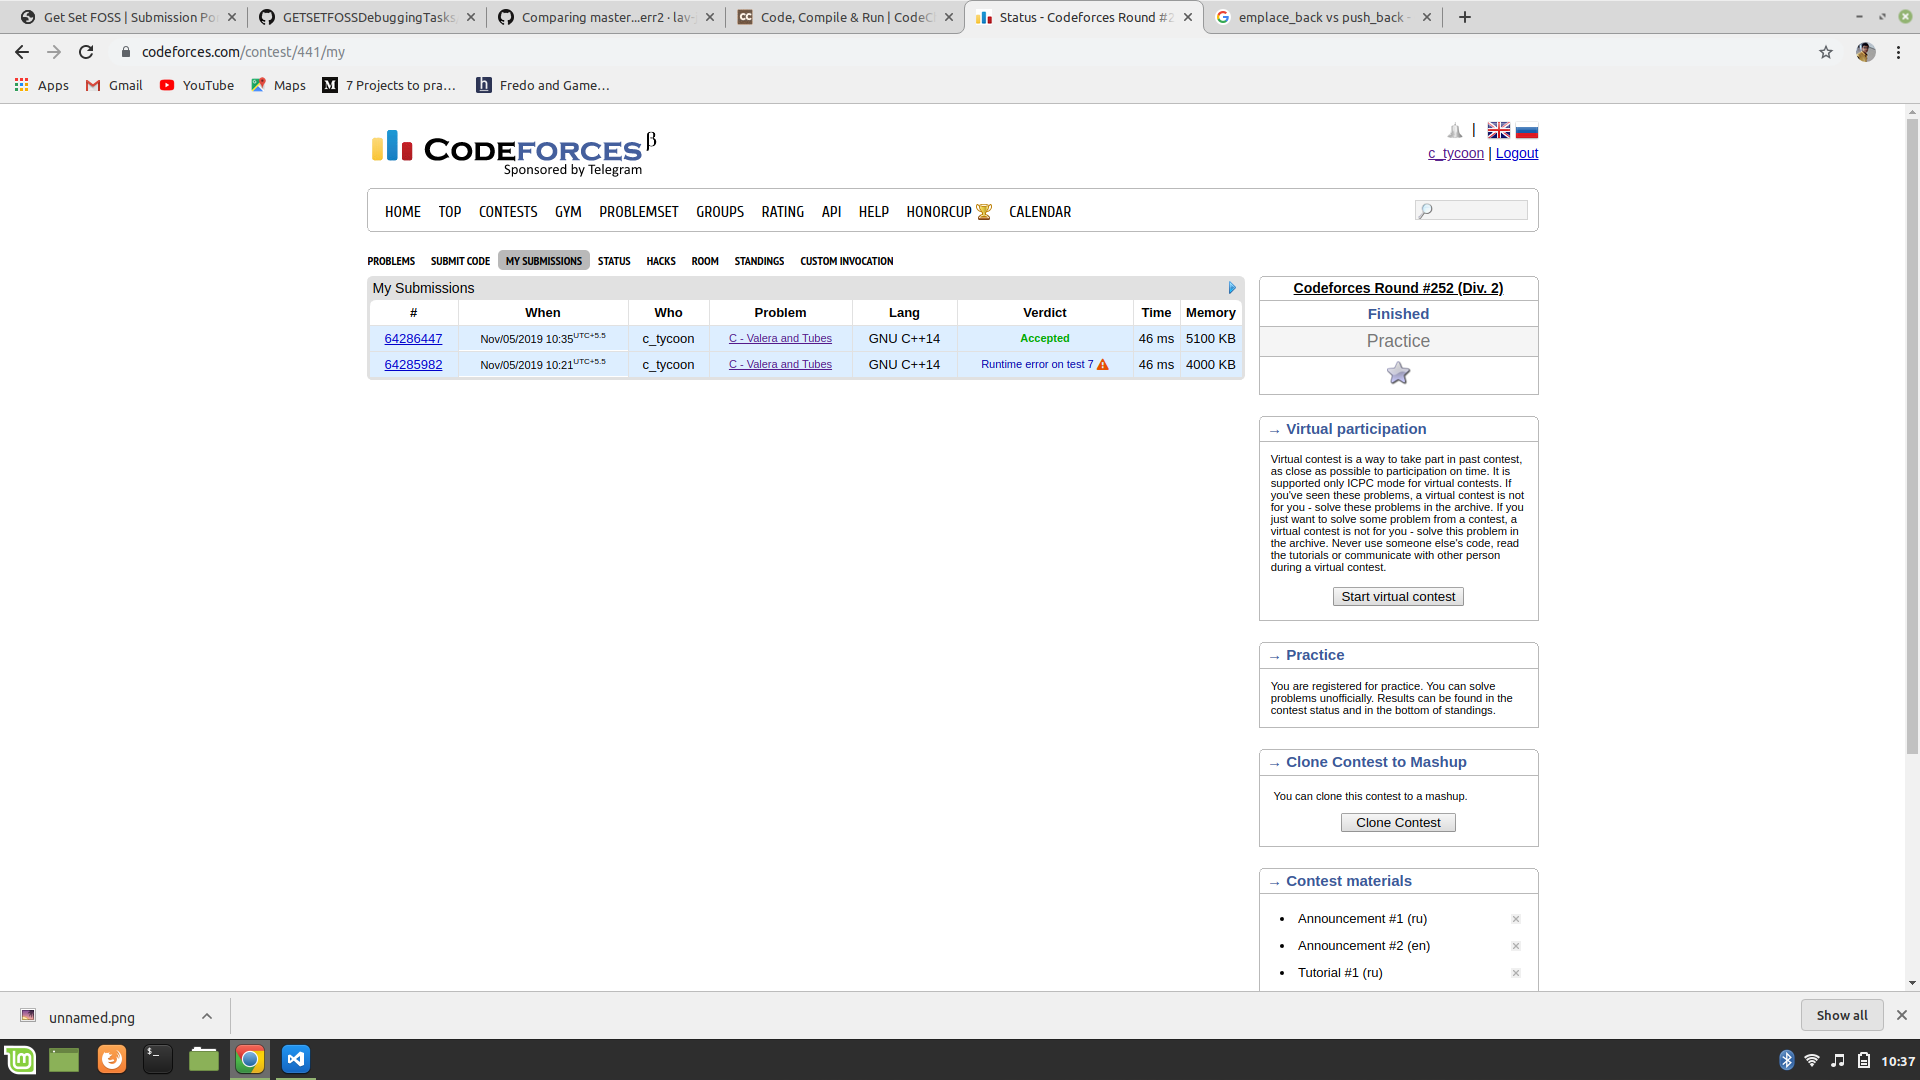 Get Set FOSS | Submission Po
GETSETFOSSDebuggingTasks
Comparing master...err2 · lav-
Code, Compile & Run | CodeC
Status - Codeforces Round #2
emplace_back vs push_back -
codeforces.com/contest/441/my
Apps
Gmail
YouTube
Maps
7 Projects to pra...
Fredo and Game...
CODEFORCES β
Sponsored by Telegram
|
c_tycoon | Logout
HOME TOP CONTESTS GYM PROBLEMSET GROUPS RATING API HELP HONORCUP CALENDAR
PROBLEMS SUBMIT CODE MY SUBMISSIONS STATUS HACKS ROOM STANDINGS CUSTOM INVOCATION
My Submissions
# When Who Problem Lang Verdict Time Memory
64286447 Nov/05/2019 10:35UTC+5.5 c_tycoon C - Valera and Tubes GNU C++14 Accepted 46 ms 5100 KB
64285982 Nov/05/2019 10:21UTC+5.5 c_tycoon C - Valera and Tubes GNU C++14 Runtime error on test 7 46 ms 4000 KB
Codeforces Round #252 (Div. 2)
Finished
Practice
→ Virtual participation
Virtual contest is a way to take part in past contest,
as close as possible to participation on time. It is
supported only ICPC mode for virtual contests. If
you've seen these problems, a virtual contest is not
for you - solve these problems in the archive. If you
just want to solve some problem from a contest, a
virtual contest is not for you - solve this problem in
the archive. Never use someone else's code, read
the tutorials or communicate with other person
during a virtual contest.
Start virtual contest
→ Practice
You are registered for practice. You can solve
problems unofficially. Results can be found in the
contest status and in the bottom of standings.
→ Clone Contest to Mashup
You can clone this contest to a mashup.
Clone Contest
→ Contest materials
• Announcement #1 (ru)
• Announcement #2 (en)
• Tutorial #1 (ru)
unnamed.png
Show all
10:37